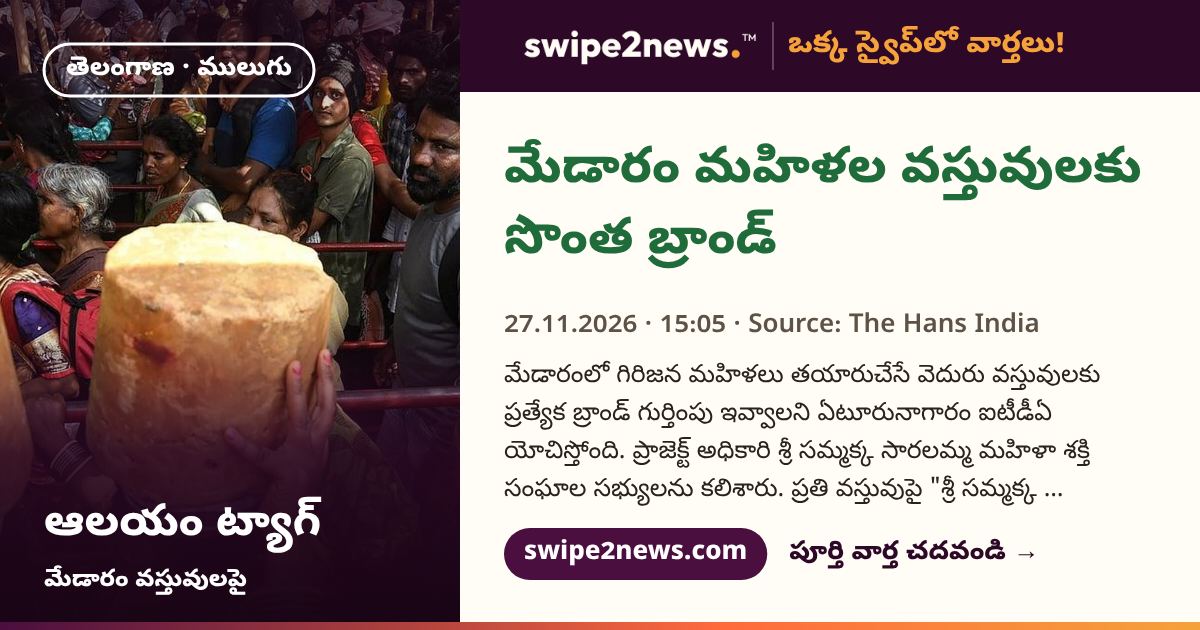 తెలంగాణ · ములుగు
swipe2news.™ ఒక్క స్వైప్‌లో వార్తలు!
మేడారం మహిళల వస్తువులకు
సొంత బ్రాండ్
27.11.2026 · 15:05 · Source: The Hans India
మేడారంలో గిరిజన మహిళలు తయారుచేసే వెదురు వస్తువులకు
ప్రత్యేక బ్రాండ్ గుర్తింపు ఇవ్వాలని ఏటూరునాగారం ఐటీడీఏ
యోచిస్తోంది. ప్రాజెక్ట్ అధికారి శ్రీ సమ్మక్క సారలమ్మ మహిళా శక్తి
సంఘాల సభ్యులను కలిశారు. ప్రతి వస్తువుపై "శ్రీ సమ్మక్క ...
ఆలయం ట్యాగ్
మేడారం వస్తువులపై
swipe2news.com పూర్తి వార్త చదవండి →